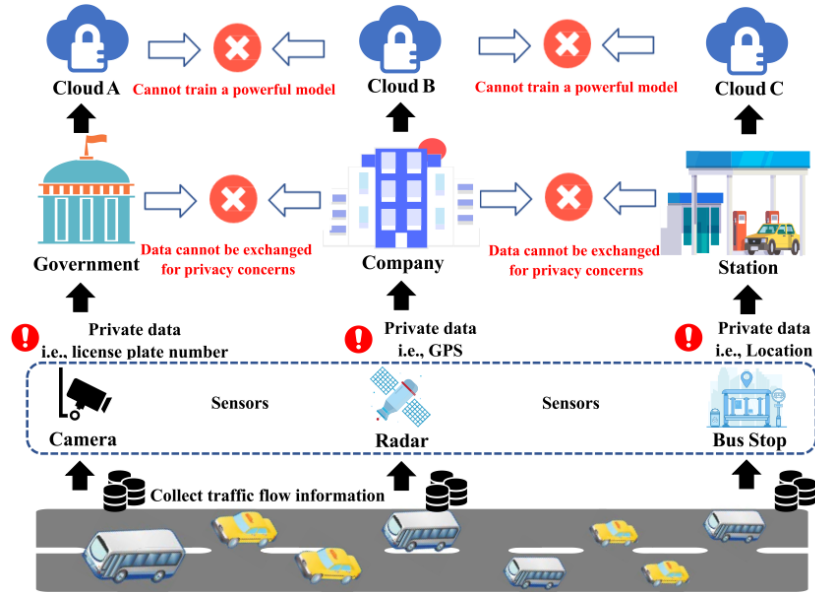 Cloud A
Cannot train a powerful model
Cloud B
Cannot train a powerful model
Cloud C
Government
Data cannot be exchanged
for privacy concerns
Company
Data cannot be exchanged
for privacy concerns
Station
Private data
i.e., license plate number
Private data
i.e., GPS
Private data
i.e., Location
Camera
Sensors
Radar
Sensors
Bus Stop
Collect traffic flow information